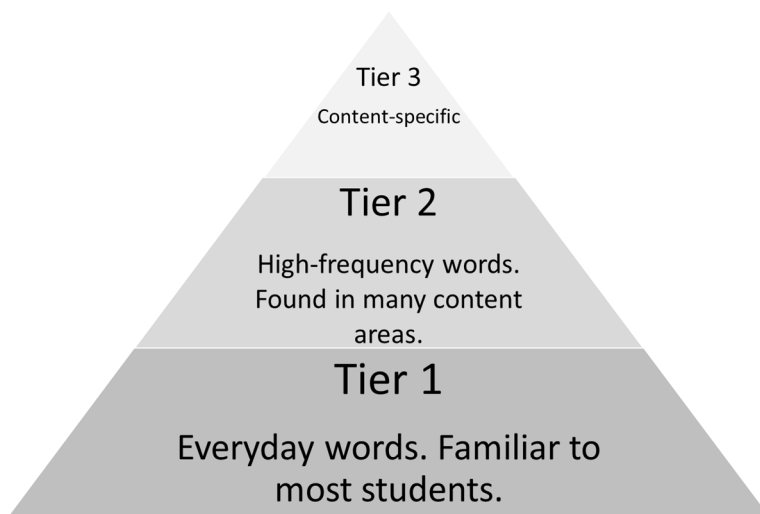 Tier 3
Content-specific
Tier 2
High-frequency words.
Found in many content
areas.
Tier 1
Everyday words. Familiar to
most students.